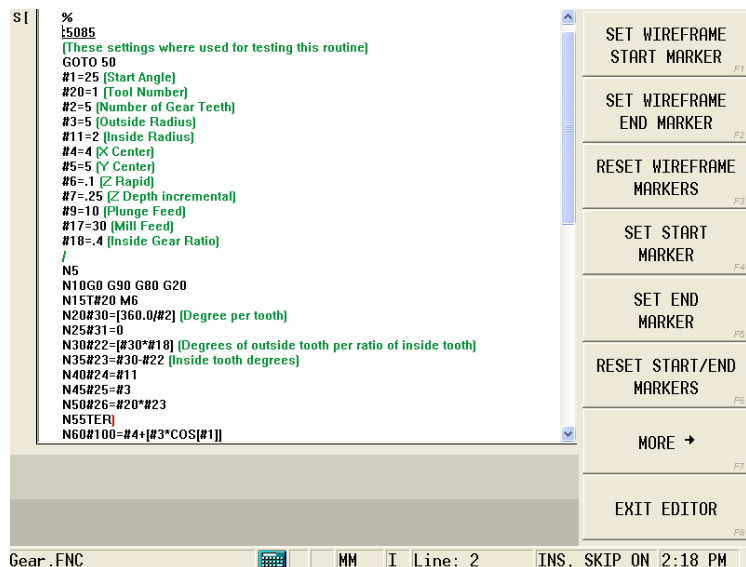 S[
%
:5085
(These settings where used for testing this routine)
GOTO 50
#1=25 (Start Angle)
#20=1 (Tool Number)
#2=5 (Number of Gear Teeth)
#3=5 (Outside Radius)
#11=2 (Inside Radius)
#4=4 (X Center)
#5=5 (Y Center)
#6=.1 (Z Rapid)
#7=.25 (Z Depth incremental)
#9=10 (Plunge Feed)
#17=30 (Mill Feed)
#18=.4 (Inside Gear Ratio)
/
N5
N10G0 G90 G80 G20
N15T#20 M6
N20#30=[360.0/#2] (Degree per tooth)
N25#31=0
N30#22=[#30*#18] (Degrees of outside tooth per ratio of inside tooth)
N35#23=#30-#22 (Inside tooth degrees)
N40#24=#11
N45#25=#3
N50#26=#20*#23
N55TER)
N60#100=#4+[#3*COS[#1]]
SET WIREFRAME
START MARKER
F1
SET WIREFRAME
END MARKER
F2
RESET WIREFRAME
MARKERS
F3
SET START
MARKER
F4
SET END
MARKER
F5
RESET START/END
MARKERS
F6
MORE →
F7
EXIT EDITOR
F8
Gear.FNC MM I Line: 2 INS. SKIP ON 2:18 PM